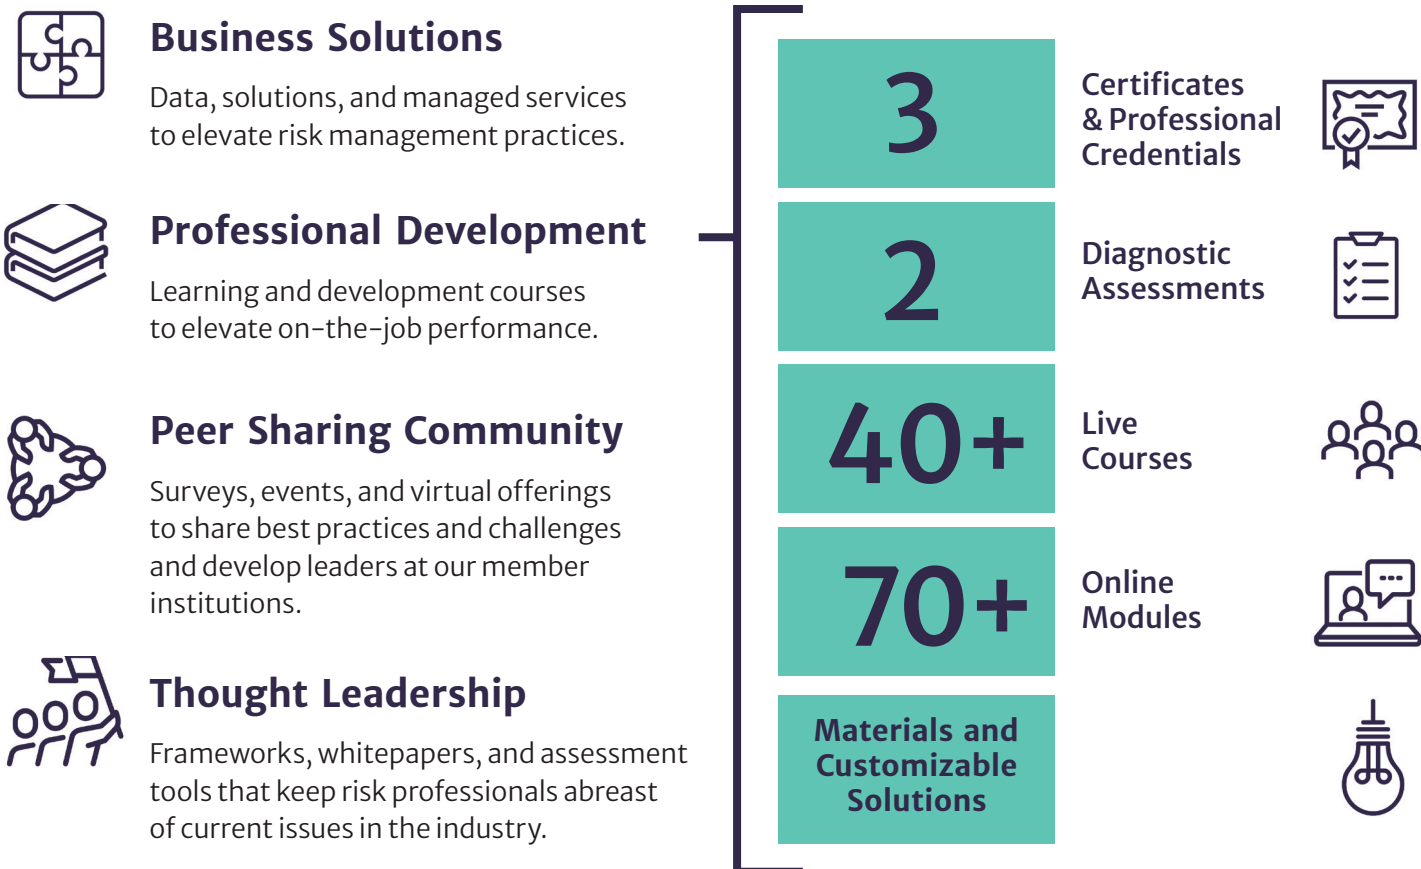 Business Solutions
Data, solutions, and managed services
to elevate risk management practices.
Professional Development
Learning and development courses
to elevate on-the-job performance.
Peer Sharing Community
Surveys, events, and virtual offerings
to share best practices and challenges
and develop leaders at our member
institutions.
Thought Leadership
Frameworks, whitepapers, and assessment
tools that keep risk professionals abreast
of current issues in the industry.
3
Certificates
& Professional
Credentials
2
Diagnostic
Assessments
40+
Live
Courses
70+
Online
Modules
Materials and
Customizable
Solutions